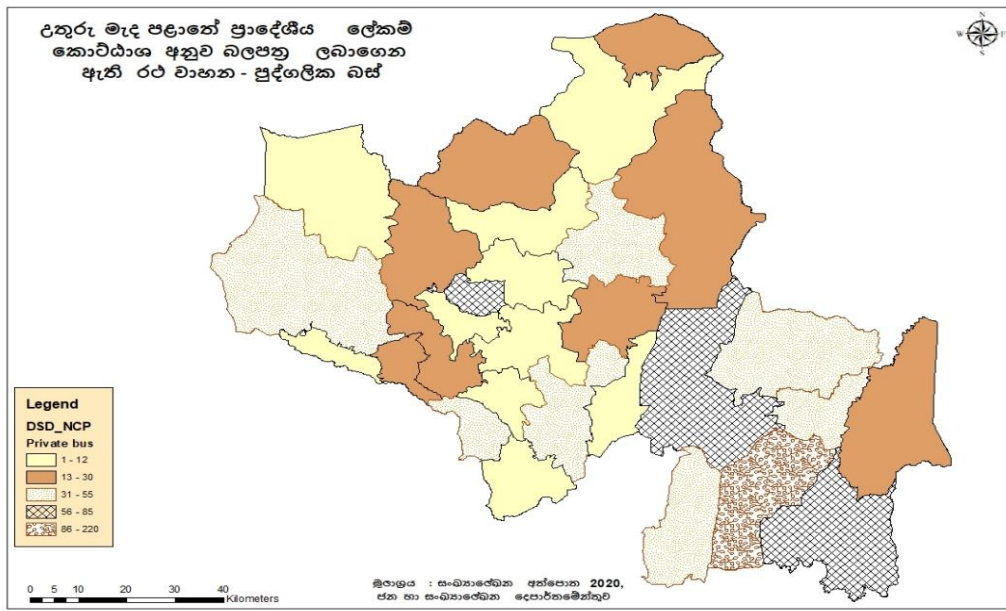 උතුරු මැද පළාතේ ප්‍රාදේශීය ලේකම්
කොට්ඨාශ අනුව බලපත්‍ර ලබාගෙන
ඇති රථ වාහන - පුද්ගලික බස්
N
W E
S
Legend
DSD_NCP
Private bus
1 - 12
13 - 30
31 - 55
56 - 85
86 - 220
0 5 10 20 30 40
Kilometers
මූලාශ්‍රය : සංඛ්‍යාලේඛන අත්පොත 2020,
ජන හා සංඛ්‍යාලේඛන දෙපාර්තමේන්තුව